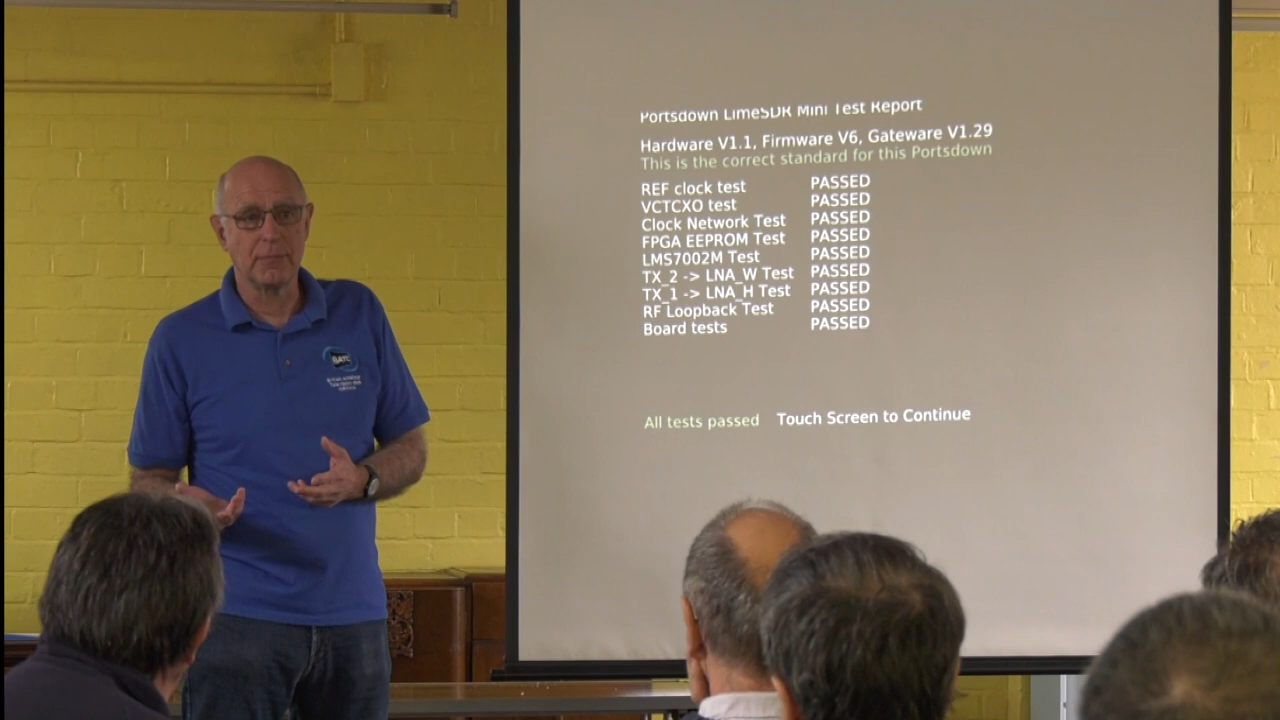 Portsdown LimeSDR Mini Test Report
Hardware V1.1, Firmware V6, Gateware V1.29
This is the correct standard for this Portsdown
REF clock test PASSED
VCTCXO test PASSED
Clock Network Test PASSED
FPGA EEPROM Test PASSED
LMS7002M Test PASSED
TX_2 -> LNA_W Test PASSED
TX_1 -> LNA_H Test PASSED
RF Loopback Test PASSED
Board tests PASSED
All tests passed Touch Screen to Continue
BATC